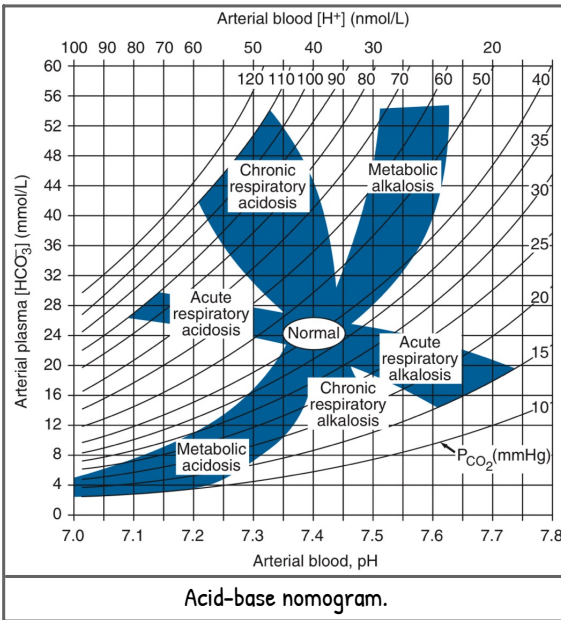 Arterial blood [H+] (nmol/L)
100 90 80 70 60 50 40 30 20
60
56
52
48
44
40
36
32
28
24
20
16
12
8
4
0
Arterial plasma [HCO3-] (mmol/L)
120 110 100 90 80 70 60 50 40
35
30
25
20
15
10
Chronic
respiratory
acidosis
Metabolic
alkalosis
Acute
respiratory
acidosis
Normal
Acute
respiratory
alkalosis
Chronic
respiratory
alkalosis
Metabolic
acidosis
PCO2(mmHg)
7.0 7.2 7.3 7.4 7.5 7.6 7.7 7.8
Arterial blood, pH
Acid-base nomogram.